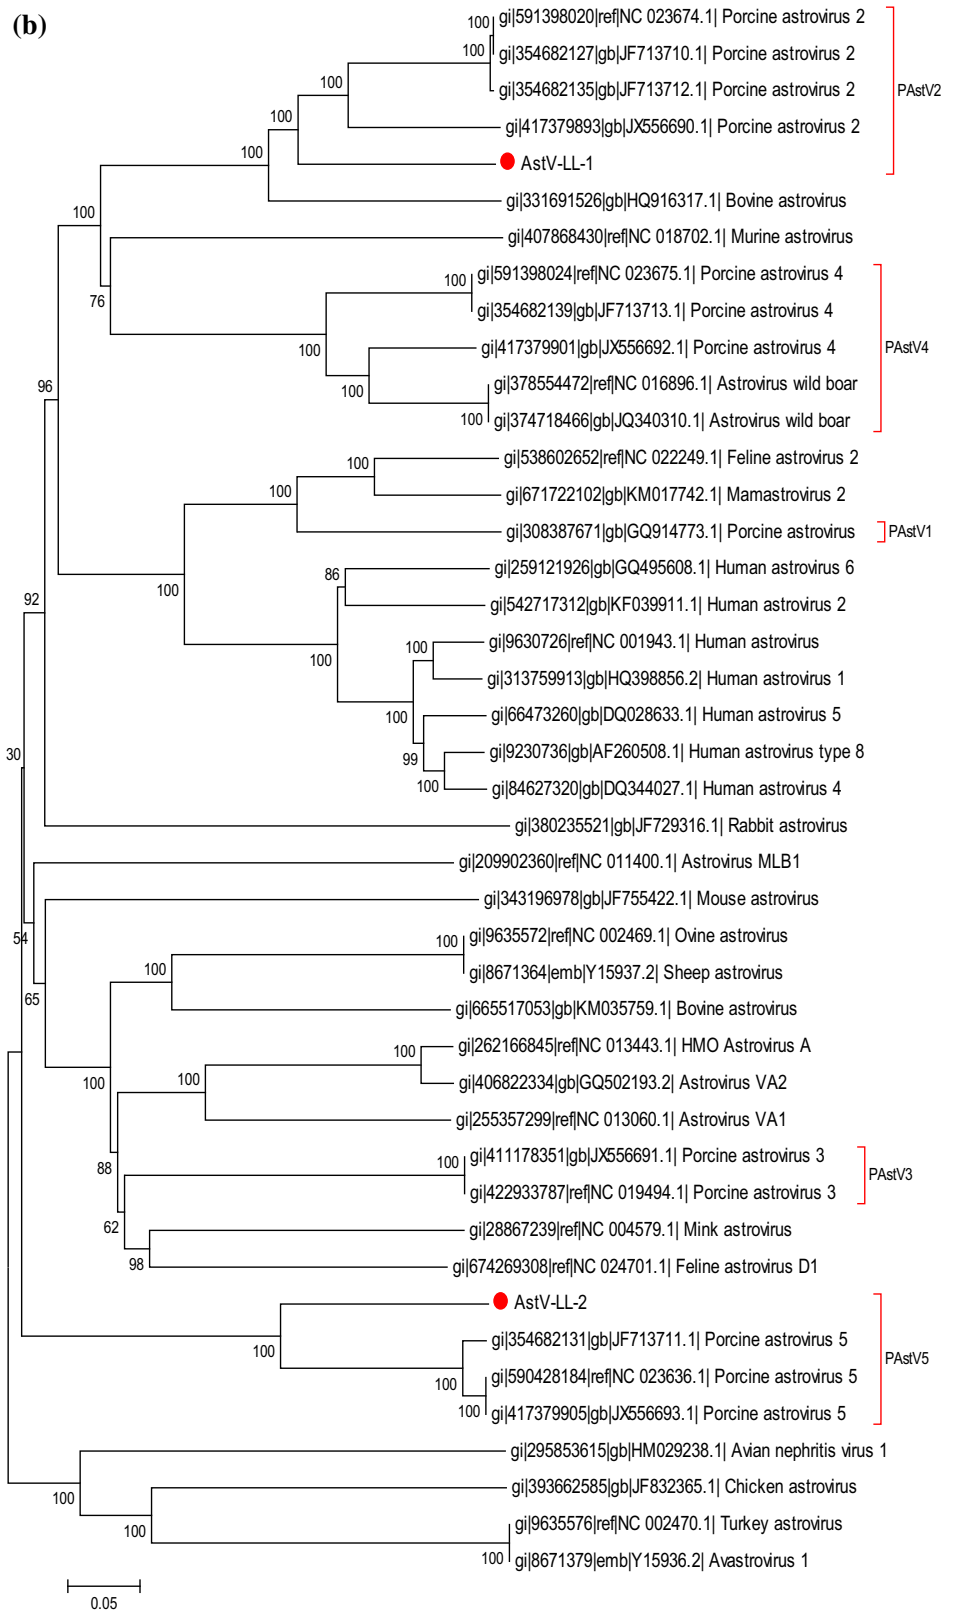 (b)
100 gi|591398020|ref|NC 023674.1| Porcine astrovirus 2
100 gi|354682127|gb|JF713710.1| Porcine astrovirus 2
100 gi|354682135|gb|JF713712.1| Porcine astrovirus 2
PAstV2
100 gi|417379893|gb|JX556690.1| Porcine astrovirus 2
100 AstV-LL-1
gi|331691526|gb|HQ916317.1| Bovine astrovirus
100 gi|407868430|ref|NC 018702.1| Murine astrovirus
100 gi|591398024|ref|NC 023675.1| Porcine astrovirus 4
76 gi|354682139|gb|JF713713.1| Porcine astrovirus 4
100 gi|417379901|gb|JX556692.1| Porcine astrovirus 4
PAstV4
96 100 gi|378554472|ref|NC 016896.1| Astrovirus wild boar
100 gi|374718466|gb|JQ340310.1| Astrovirus wild boar
100 gi|538602652|ref|NC 022249.1| Feline astrovirus 2
100 gi|671722102|gb|KM017742.1| Mamastrovirus 2
gi|308387671|gb|GQ914773.1| Porcine astrovirus
PAstV1
86 gi|259121926|gb|GQ495608.1| Human astrovirus 6
92 100 gi|542717312|gb|KF039911.1| Human astrovirus 2
100 100 gi|9630726|ref|NC 001943.1| Human astrovirus
gi|313759913|gb|HQ398856.2| Human astrovirus 1
100 gi|66473260|gb|DQ028633.1| Human astrovirus 5
30 99 gi|9230736|gb|AF260508.1| Human astrovirus type 8
100 gi|84627320|gb|DQ344027.1| Human astrovirus 4
gi|380235521|gb|JF729316.1| Rabbit astrovirus
gi|209902360|ref|NC 011400.1| Astrovirus MLB1
gi|343196978|gb|JF755422.1| Mouse astrovirus
54 100 gi|9635572|ref|NC 002469.1| Ovine astrovirus
100 gi|8671364|emb|Y15937.2| Sheep astrovirus
65 gi|665517053|gb|KM035759.1| Bovine astrovirus
100 gi|262166845|ref|NC 013443.1| HMO Astrovirus A
100 100 gi|406822334|gb|GQ502193.2| Astrovirus VA2
gi|255357299|ref|NC 013060.1| Astrovirus VA1
88 100 gi|411178351|gb|JX556691.1| Porcine astrovirus 3
PAstV3
gi|422933787|ref|NC 019494.1| Porcine astrovirus 3
62 gi|28867239|ref|NC 004579.1| Mink astrovirus
98 gi|674269308|ref|NC 024701.1| Feline astrovirus D1
AstV-LL-2
100 gi|354682131|gb|JF713711.1| Porcine astrovirus 5
PAstV5
100 gi|590428184|ref|NC 023636.1| Porcine astrovirus 5
100 gi|417379905|gb|JX556693.1| Porcine astrovirus 5
gi|295853615|gb|HM029238.1| Avian nephritis virus 1
100 gi|393662585|gb|JF832365.1| Chicken astrovirus
100 gi|9635576|ref|NC 002470.1| Turkey astrovirus
100 gi|8671379|emb|Y15936.2| Avastrovirus 1
0.05